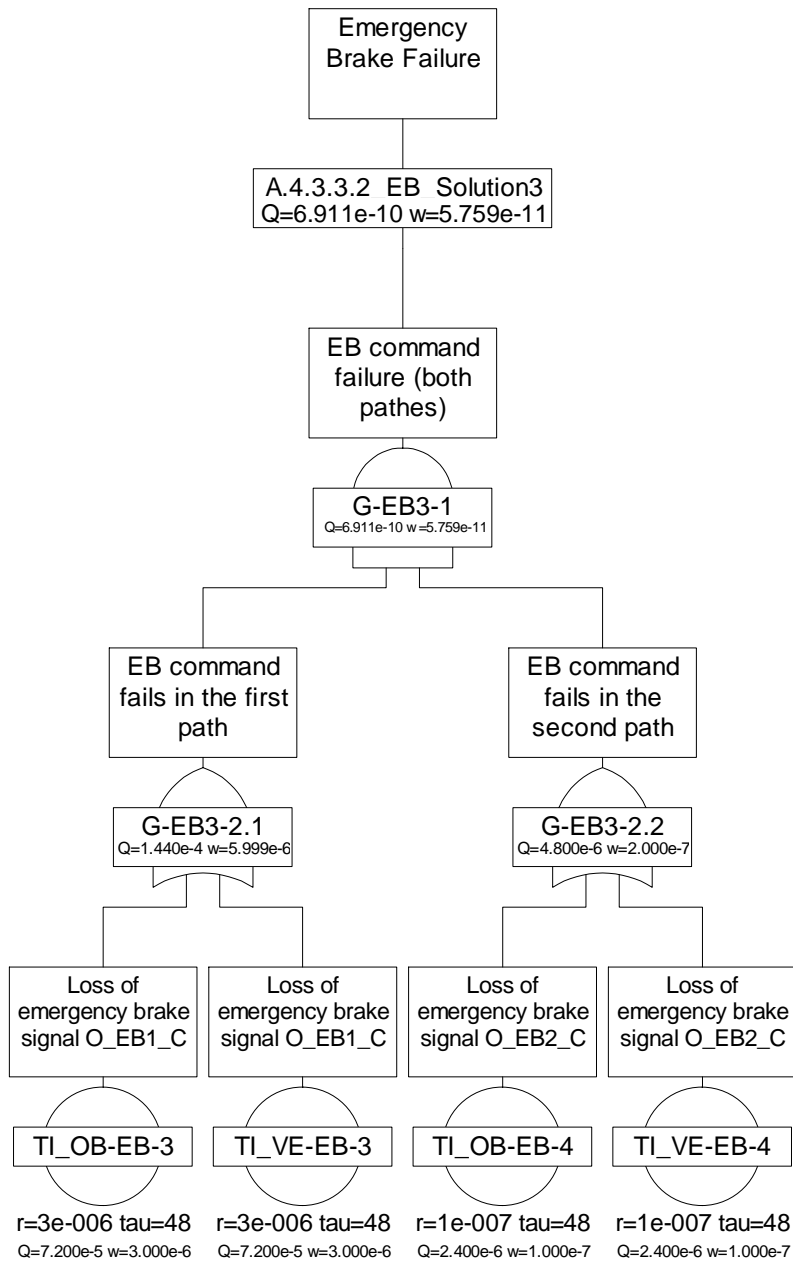 Emergency
Brake Failure
A.4.3.3.2_EB_Solution3
Q=6.911e-10 w=5.759e-11
EB command
failure (both
pathes)
G-EB3-1
Q=6.911e-10 w=5.759e-11
EB command
fails in the first
path
EB command
fails in the
second path
G-EB3-2.1
Q=1.440e-4 w=5.999e-6
G-EB3-2.2
Q=4.800e-6 w=2.000e-7
Loss of
emergency brake
signal O_EB1_C
Loss of
emergency brake
signal O_EB1_C
Loss of
emergency brake
signal O_EB2_C
Loss of
emergency brake
signal O_EB2_C
TI_OB-EB-3
TI_VE-EB-3
TI_OB-EB-4
TI_VE-EB-4
r=3e-006 tau=48
Q=7.200e-5 w=3.000e-6
r=3e-006 tau=48
Q=7.200e-5 w=3.000e-6
r=1e-007 tau=48
Q=2.400e-6 w=1.000e-7
r=1e-007 tau=48
Q=2.400e-6 w=1.000e-7